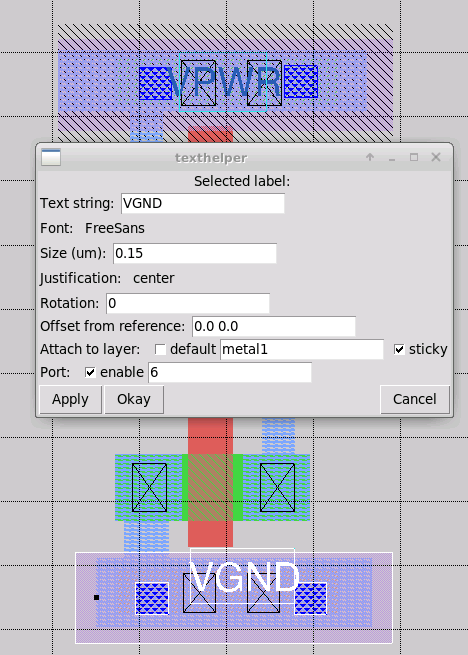 VPWR
texthelper
Selected label:
Text string: VGND
Font: FreeSans
Size (um): 0.15
Justification: center
Rotation: 0
Offset from reference: 0.0 0.0
Attach to layer: default metal1 sticky
Port: enable 6
Apply Okay Cancel
VGND